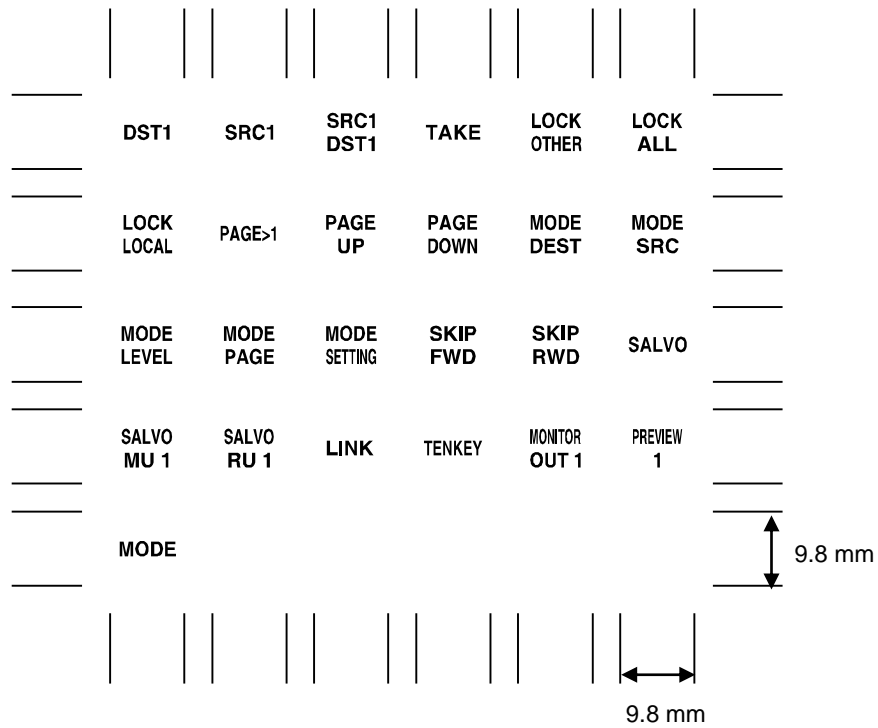 DST1
SRC1
SRC1
DST1
TAKE
LOCK
OTHER
LOCK
ALL
LOCK
LOCAL
PAGE>1
PAGE
UP
PAGE
DOWN
MODE
DEST
MODE
SRC
MODE
LEVEL
MODE
PAGE
MODE
SETTING
SKIP
FWD
SKIP
RWD
SALVO
SALVO
MU 1
SALVO
RU 1
LINK
TENKEY
MONITOR
OUT 1
PREVIEW
1
MODE
9.8 mm
9.8 mm